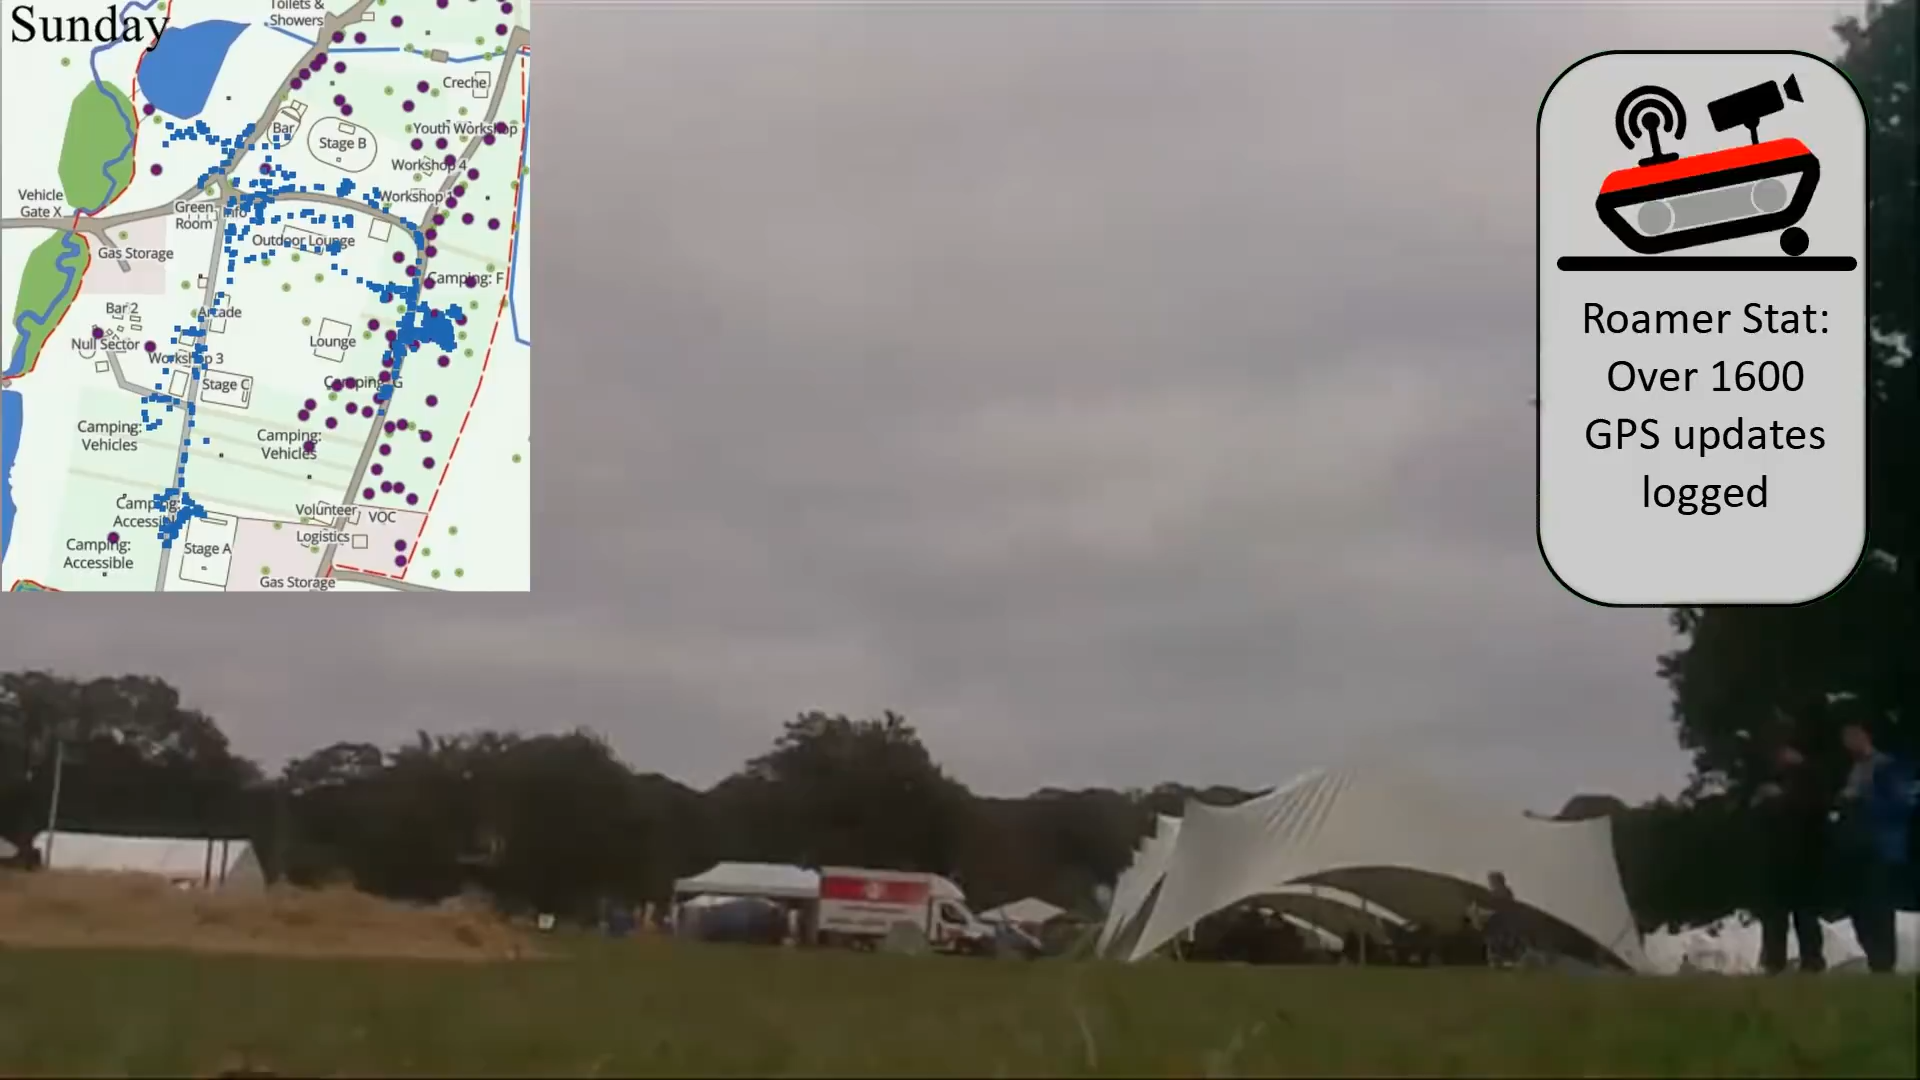 Sunday
Toilets &
Showers
Creche
Bar
Stage B
Youth Workshop
Workshop 4
Workshop
Vehicle
Gate X
Green
Room
Info
Outdoor Lounge
Gas Storage
Camping: F
Bar 2
Arcade
Null Sector
Lounge
Workshop 3
Stage C
Camping: G
Camping:
Vehicles
Camping:
Vehicles
Camping:
Accessible
Volunteer
Logistics
VOC
Camping:
Accessible
Stage A
Gas Storage
Roamer Stat:
Over 1600
GPS updates
logged